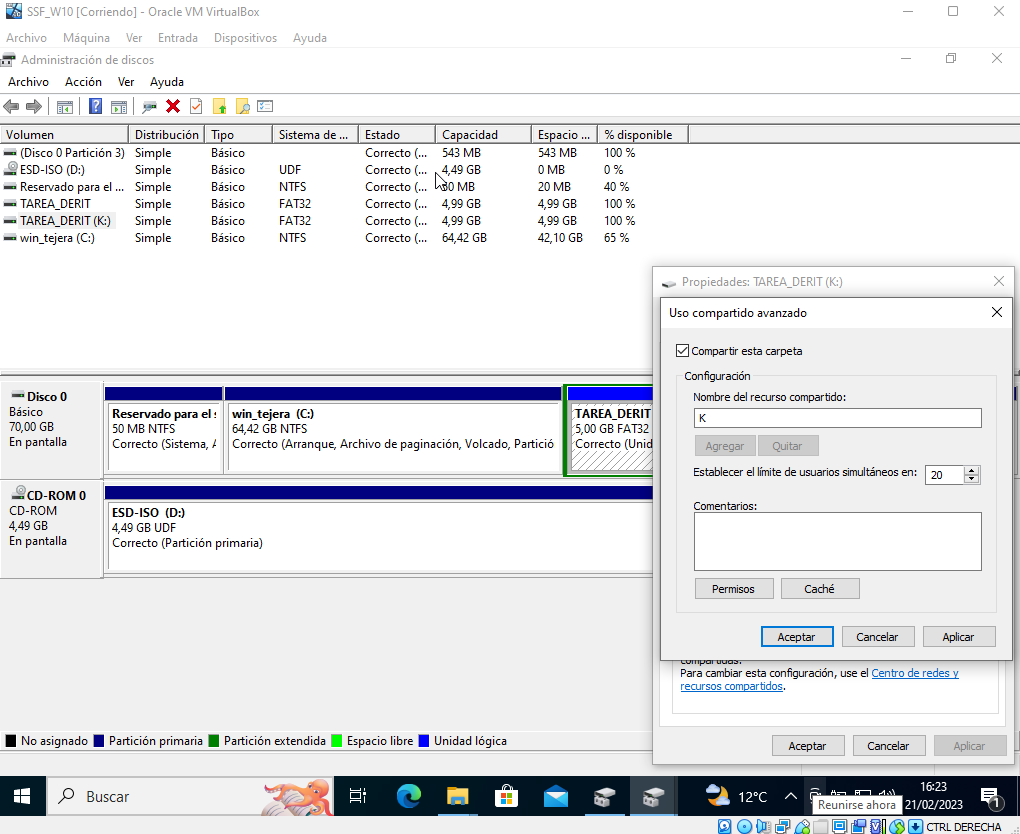 SSF_W10 [Corriendo] - Oracle VM VirtualBox
Archivo Máquina Ver Entrada Dispositivos Ayuda
Administración de discos
Archivo Acción Ver Ayuda
Volumen Distribución Tipo Sistema de ... Estado Capacidad Espacio ... % disponible
(Disco 0 Partición 3) Simple Básico Correcto (... 543 MB 543 MB 100 %
ESD-ISO (D:) Simple Básico UDF Correcto (... 4,49 GB 0 MB 0 %
Reservado para el ... Simple Básico NTFS Correcto (... 50 MB 20 MB 40 %
TAREA_DERIT Simple Básico FAT32 Correcto (... 4,99 GB 4,99 GB 100 %
TAREA_DERIT (K:) Simple Básico FAT32 Correcto (... 4,99 GB 4,99 GB 100 %
win_tejera (C:) Simple Básico NTFS Correcto (... 64,42 GB 42,10 GB 65 %
Propiedades: TAREA_DERIT (K:)
Uso compartido avanzado
Compartir esta carpeta
Configuración
Nombre del recurso compartido:
K
Agregar Quitar
Establecer el límite de usuarios simultáneos en: 20
Comentarios:
Permisos Caché
Aceptar Cancelar Aplicar
compartidas.
Para cambiar esta configuración, use el Centro de redes y
recursos compartidos.
Aceptar Cancelar Aplicar
Disco 0
Básico
70,00 GB
En pantalla
Reservado para el s
50 MB NTFS
Correcto (Sistema, A
win_tejera (C:)
64,42 GB NTFS
Correcto (Arranque, Archivo de paginación, Volcado, Partició
TAREA_DERIT
5,00 GB FAT32
Correcto (Unid
CD-ROM 0
CD-ROM
4,49 GB
En pantalla
ESD-ISO (D:)
4,49 GB UDF
Correcto (Partición primaria)
No asignado Partición primaria Partición extendida Espacio libre Unidad lógica
Buscar
12°C
16:23
21/02/2023
1
Reunirse ahora
CTRL DERECHA